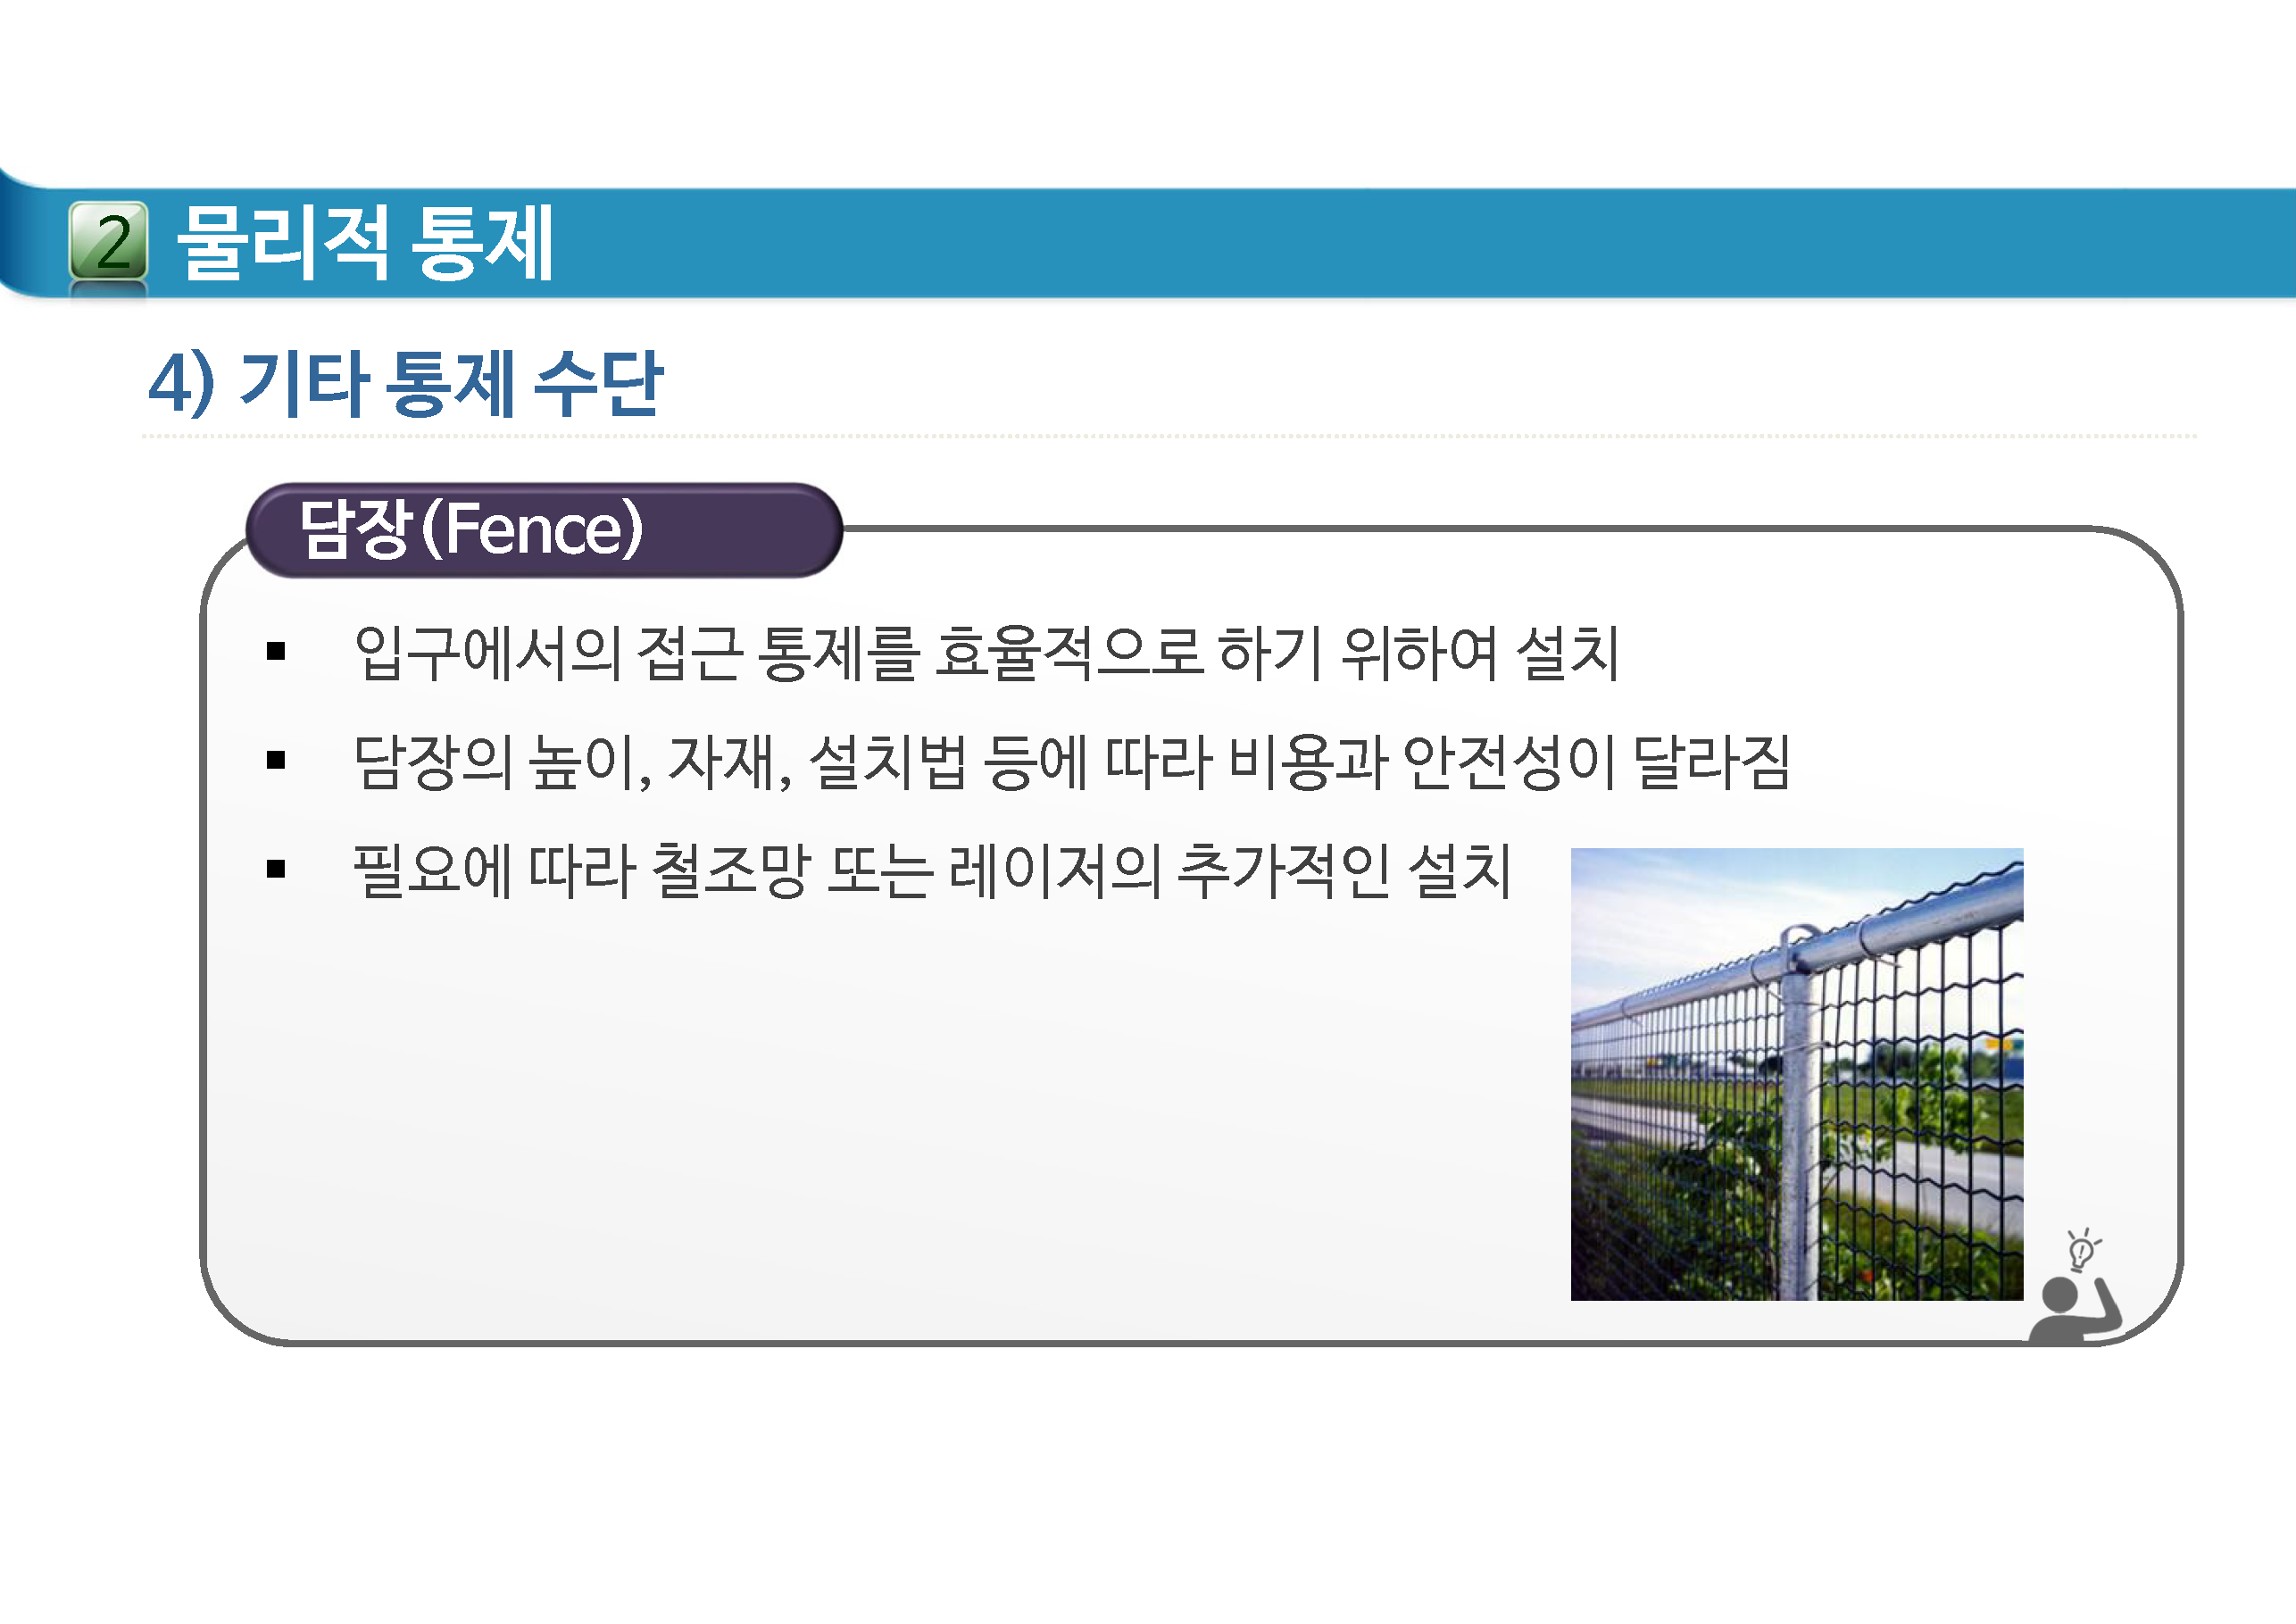 2 물리적 통제
4) 기타 통제 수단
담장(Fence)
▪ 입구에서의 접근 통제를 효율적으로 하기 위하여 설치
▪ 담장의 높이, 자재, 설치법 등에 따라 비용과 안전성이 달라짐
▪ 필요에 따라 철조망 또는 레이저의 추가적인 설치